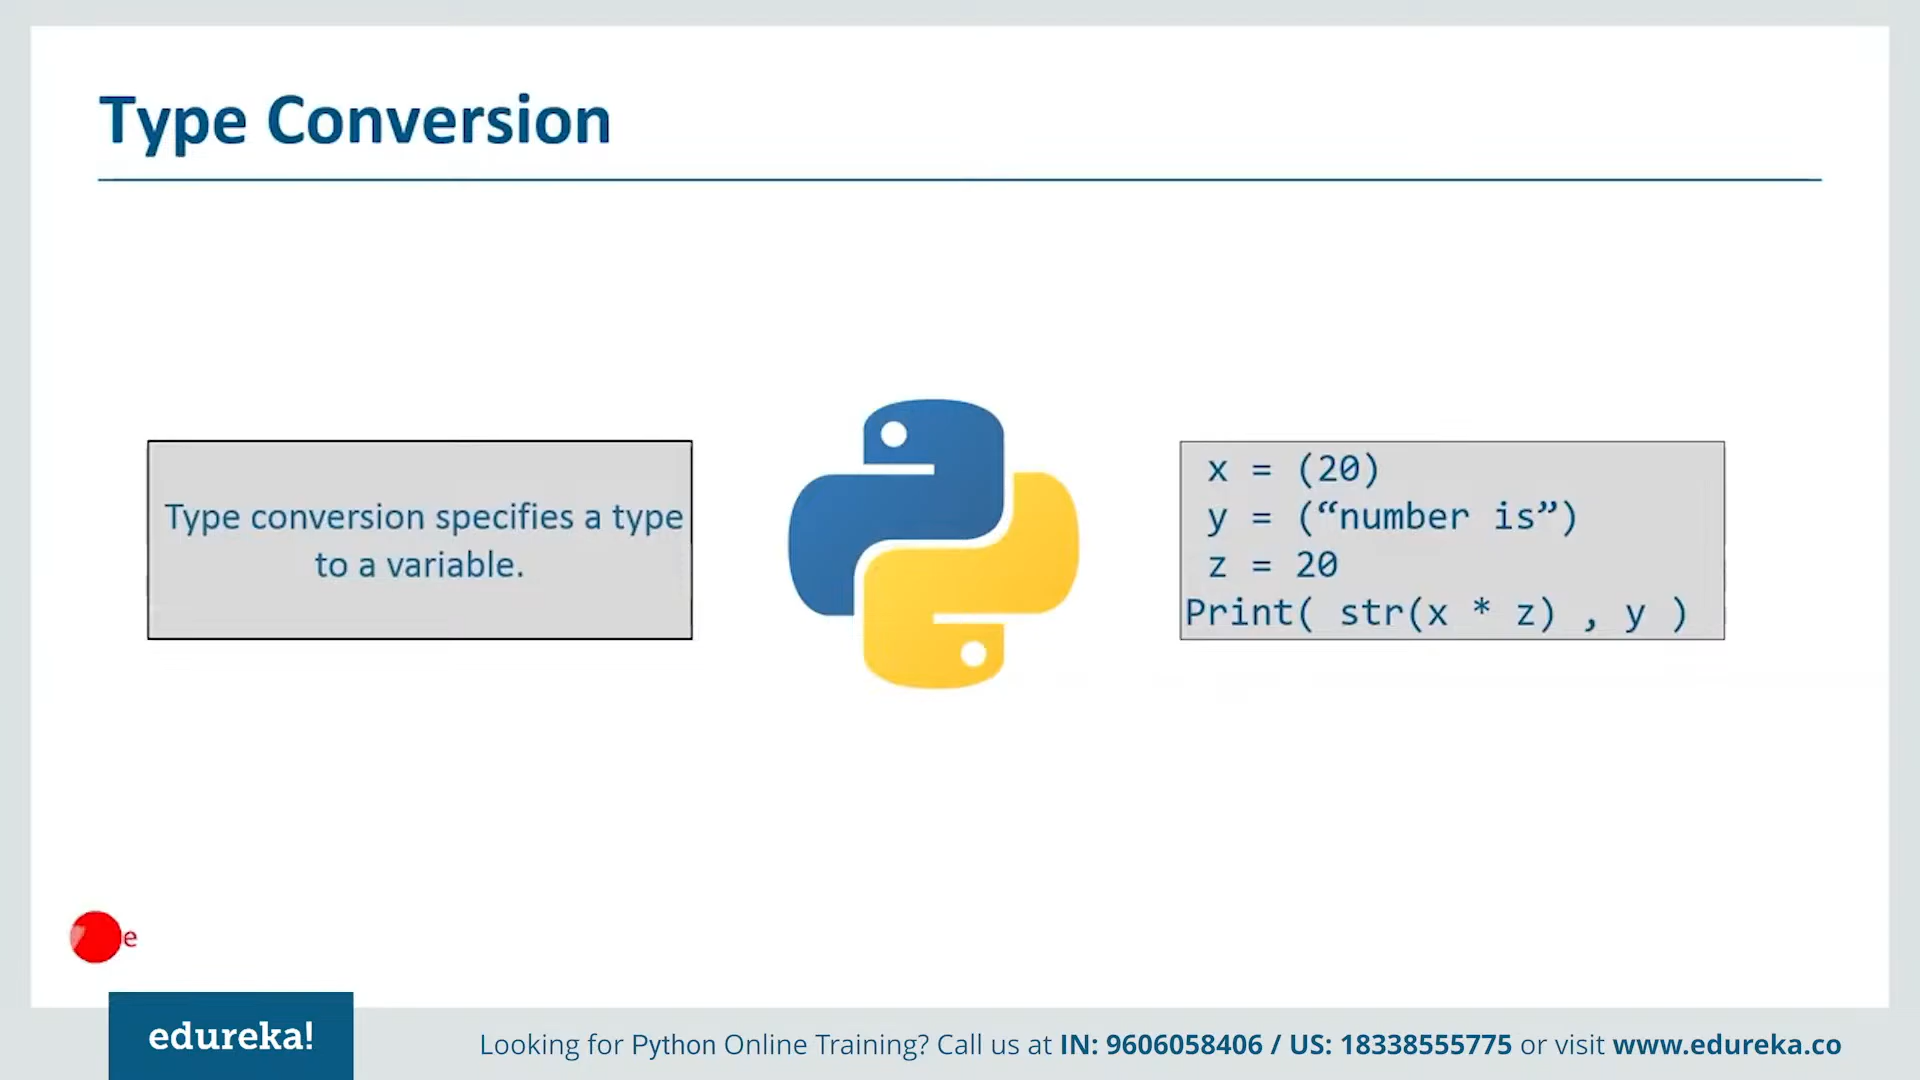 Type Conversion
Type conversion specifies a type
to a variable.
x = (20)
y = (“number is”)
z = 20
Print( str(x * z) , y )
e
edureka!
Looking for Python Online Training? Call us at IN: 9606058406 / US: 18338555775 or visit www.edureka.co